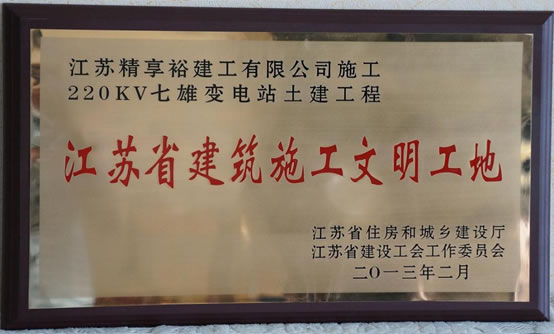 江苏精享裕建工有限公司施工
220KV七雄变电站土建工程
江苏省建筑施工文明工地
江苏省住房和城乡建设厅
江苏省建设工会工作委员会
二〇一三年二月